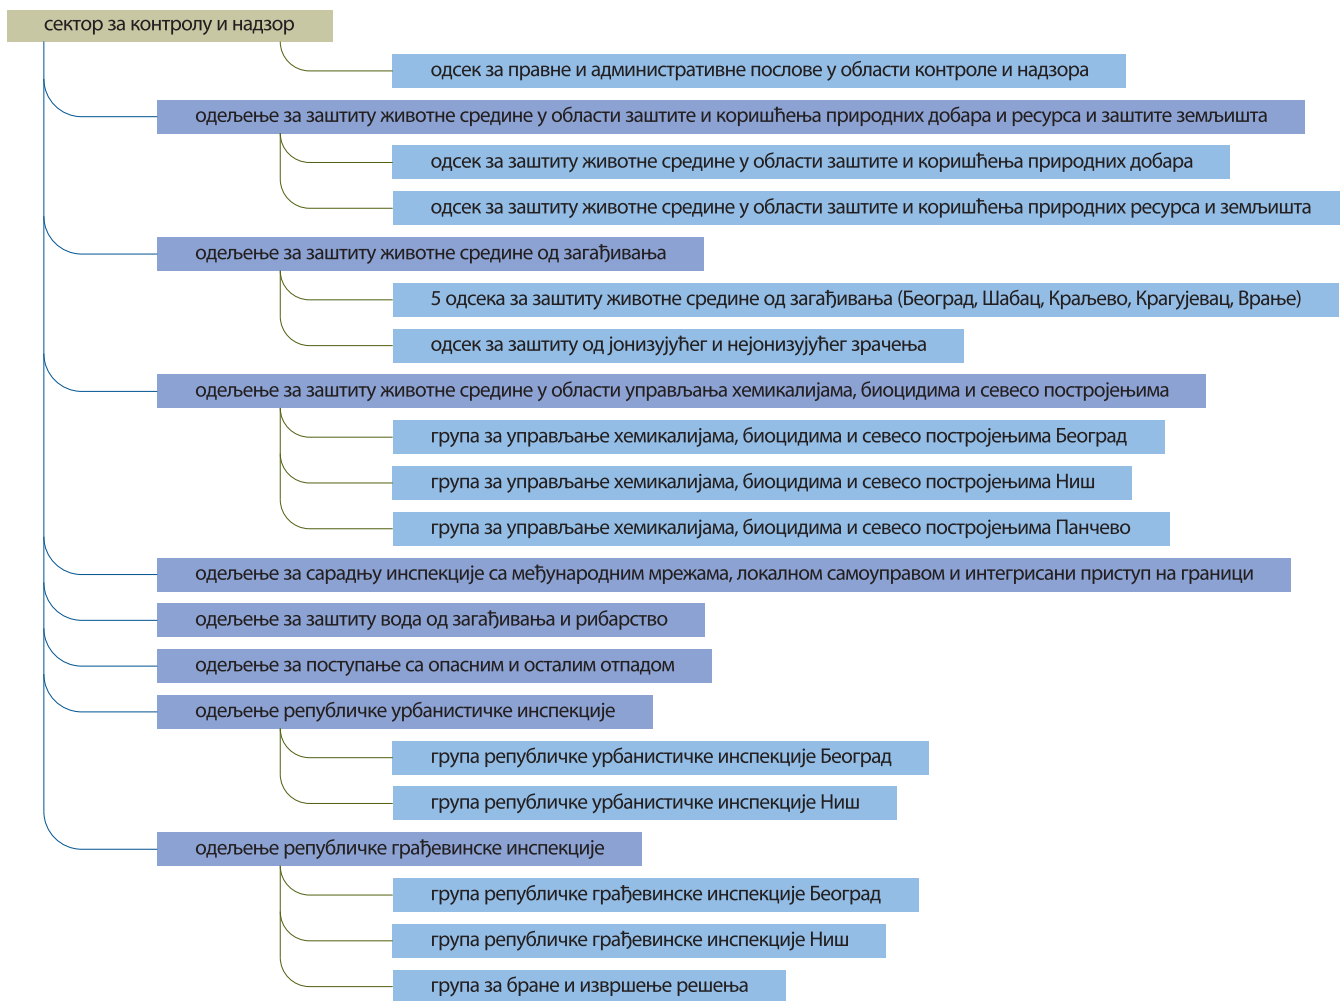 сектор за контролу и надзор
одсек за правне и административне послове у области контроле и надзора
одељење за заштиту животне средине у области заштите и коришћења природних добара и ресурса и заштите земљишта
одсек за заштиту животне средине у области заштите и коришћења природних добара
одсек за заштиту животне средине у области заштите и коришћења природних ресурса и земљишта
одељење за заштиту животне средине од загађивања
5 одсека за заштиту животне средине од загађивања (Београд, Шабац, Краљево, Крагујевац, Врање)
одсек за заштиту од јонизујућег и нејонизујућег зрачења
одељење за заштиту животне средине у области управљања хемикалијама, биоцидима и севесо постројењима
група за управљање хемикалијама, биоцидима и севесо постројењима Београд
група за управљање хемикалијама, биоцидима и севесо постројењима Ниш
група за управљање хемикалијама, биоцидима и севесо постројењима Панчево
одељење за сарадњу инспекције са међународним мрежама, локалном самоуправом и интегрисани приступ на граници
одељење за заштиту вода од загађивања и рибарство
одељење за поступање са опасним и осталим отпадом
одељење републичке урбанистичке инспекције
група републичке урбанистичке инспекције Београд
група републичке урбанистичке инспекције Ниш
одељење републичке грађевинске инспекције
група републичке грађевинске инспекције Београд
група републичке грађевинске инспекције Ниш
група за бране и извршење решења